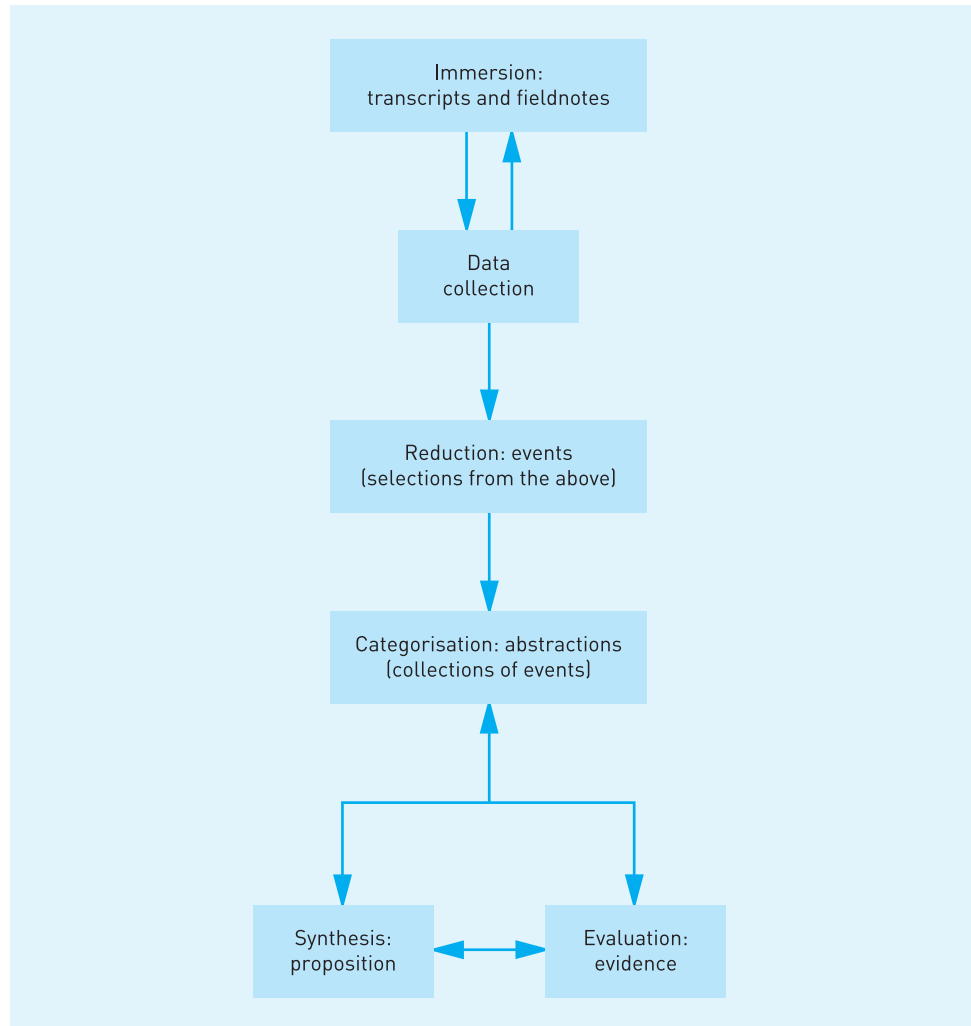 Immersion:
transcripts and fieldnotes
Data
collection
Reduction: events
(selections from the above)
Categorisation: abstractions
(collections of events)
Synthesis:
proposition
Evaluation:
evidence